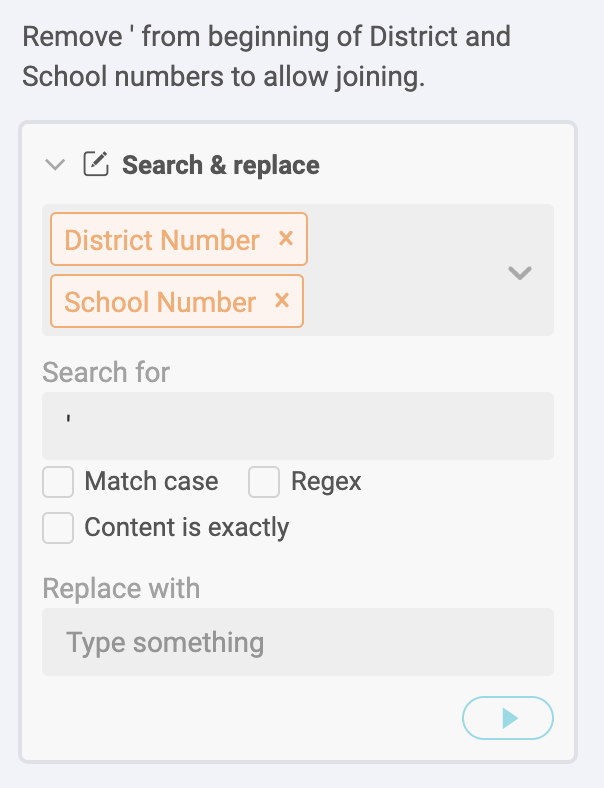 Remove ' from beginning of District and
School numbers to allow joining.
Search & replace
District Number ×
School Number ×
Search for
'
Match case
Regex
Content is exactly
Replace with
Type something